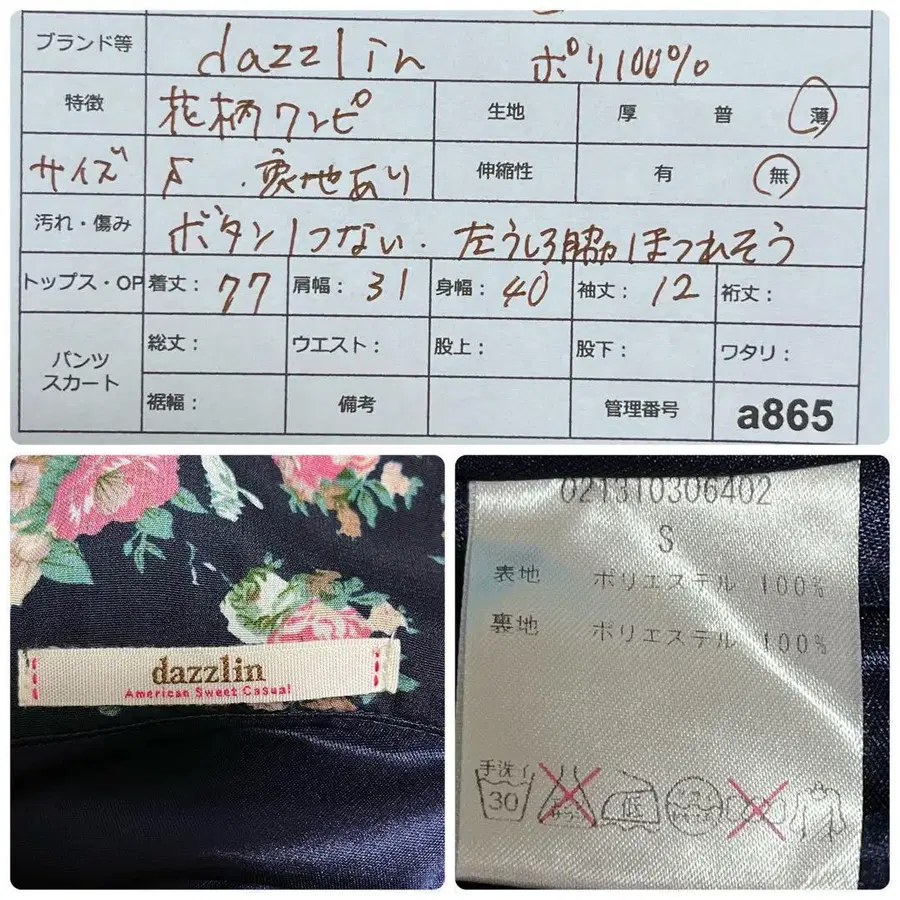 ブランド等 dazzlin ポリ100%
特徴 花柄ワンピ 生地 厚 普 薄
サイズ S .裏地あり 伸縮性 有 無
汚れ・傷み ボタン1つない. 左うしろ脇ほつれそう
トップス・OP 着丈: 77 肩幅: 31 身幅: 40 袖丈: 12 裄丈:
パンツ スカート 総丈: ウエスト: 股上: 股下: ワタリ:
裾幅: 備考 管理番号 a865
dazzlin
American Sweet Casual
021310306402
S
表地 ポリエステル 100%
裏地 ポリエステル 100%
手洗イ
30
低